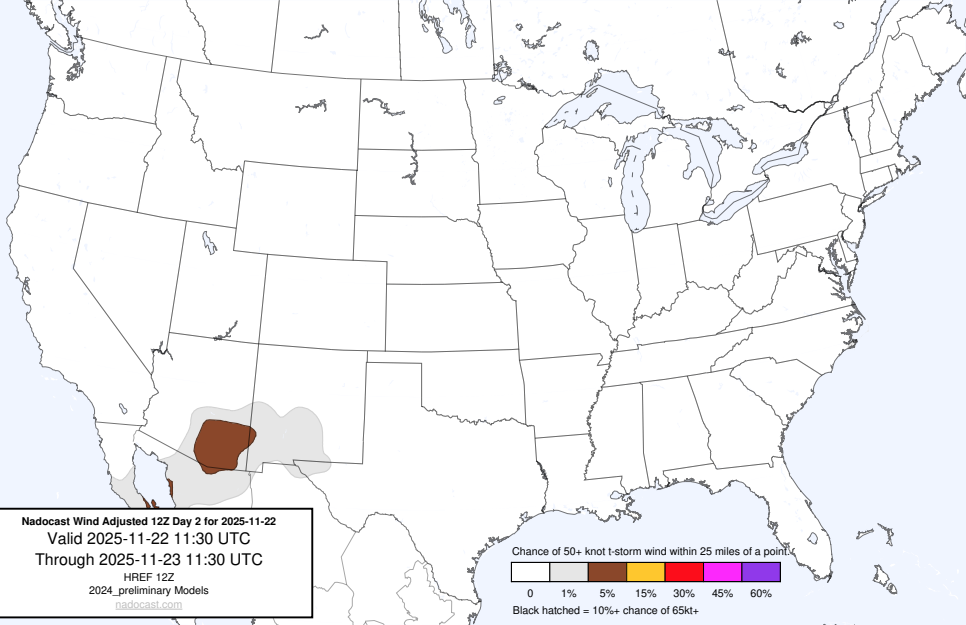 Nadocast Wind Adjusted 12Z Day 2 for 2025-11-22
Valid 2025-11-22 11:30 UTC
Through 2025-11-23 11:30 UTC
HREF 12Z
2024_preliminary Models
nadocast.com
Chance of 50+ knot t-storm wind within 25 miles of a point.
0 1% 5% 15% 30% 45% 60%
Black hatched = 10%+ chance of 65kt+